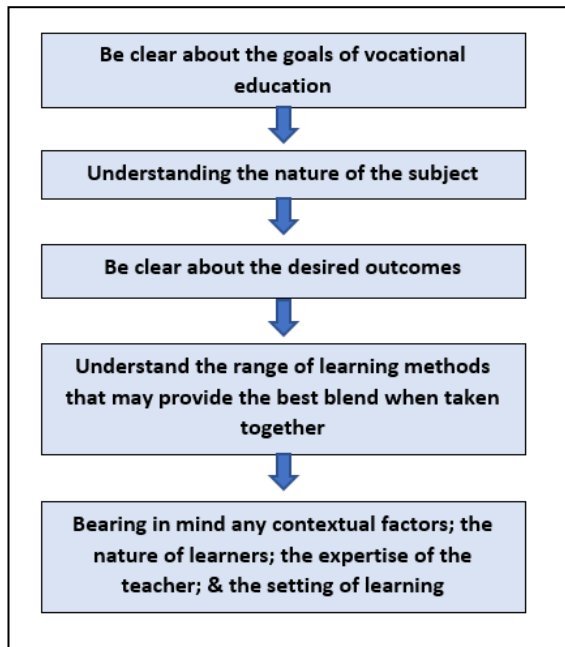 Be clear about the goals of vocational
education
Understanding the nature of the subject
Be clear about the desired outcomes
Understand the range of learning methods
that may provide the best blend when taken
together
Bearing in mind any contextual factors; the
nature of learners; the expertise of the
teacher; & the setting of learning